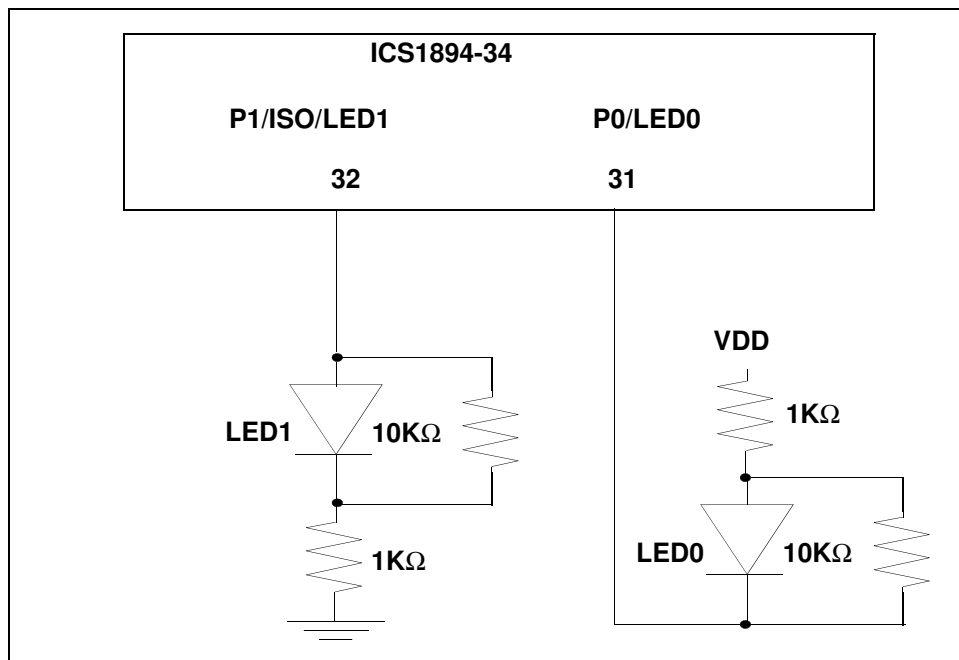 ICS1894-34
P1/ISO/LED1 P0/LED0
32 31
VDD
1KΩ
LED1 10KΩ
LED0 10KΩ
1KΩ